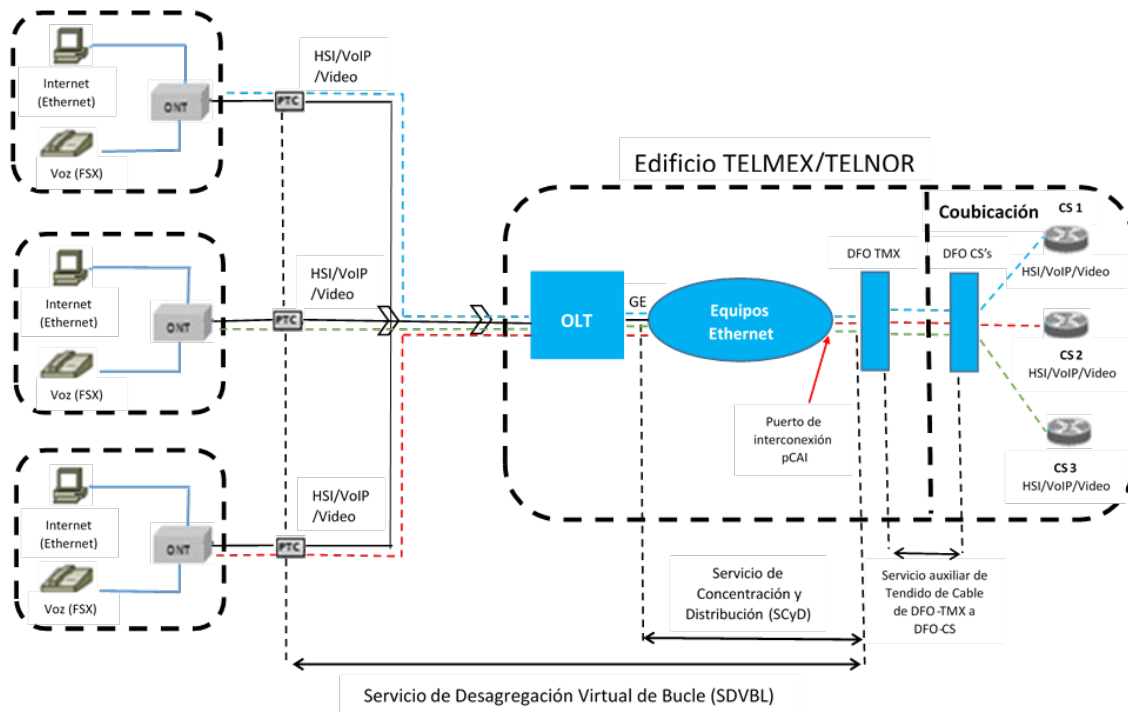 HSI/VoIP
/Video
Internet
(Ethernet)
ONT
PTC
Voz (FSX)
Edificio TELMEX/TELNOR
Coubicación
CS 1
HSI/VoIP/Video
DFO TMX
DFO CS's
Internet
(Ethernet)
ONT
HSI/VoIP
/Video
PTC
Voz (FSX)
OLT
GE
Equipos
Ethernet
CS 2
HSI/VoIP/Video
Puerto de
interconexión
pCAI
CS 3
HSI/VoIP/Video
Internet
(Ethernet)
ONT
HSI/VoIP
/Video
PTC
Voz (FSX)
Servicio de
Concentración y
Distribución (SCyD)
Servicio auxiliar de
Tendido de Cable
de DFO-TMX a
DFO-CS
Servicio de Desagregación Virtual de Bucle (SDVBL)